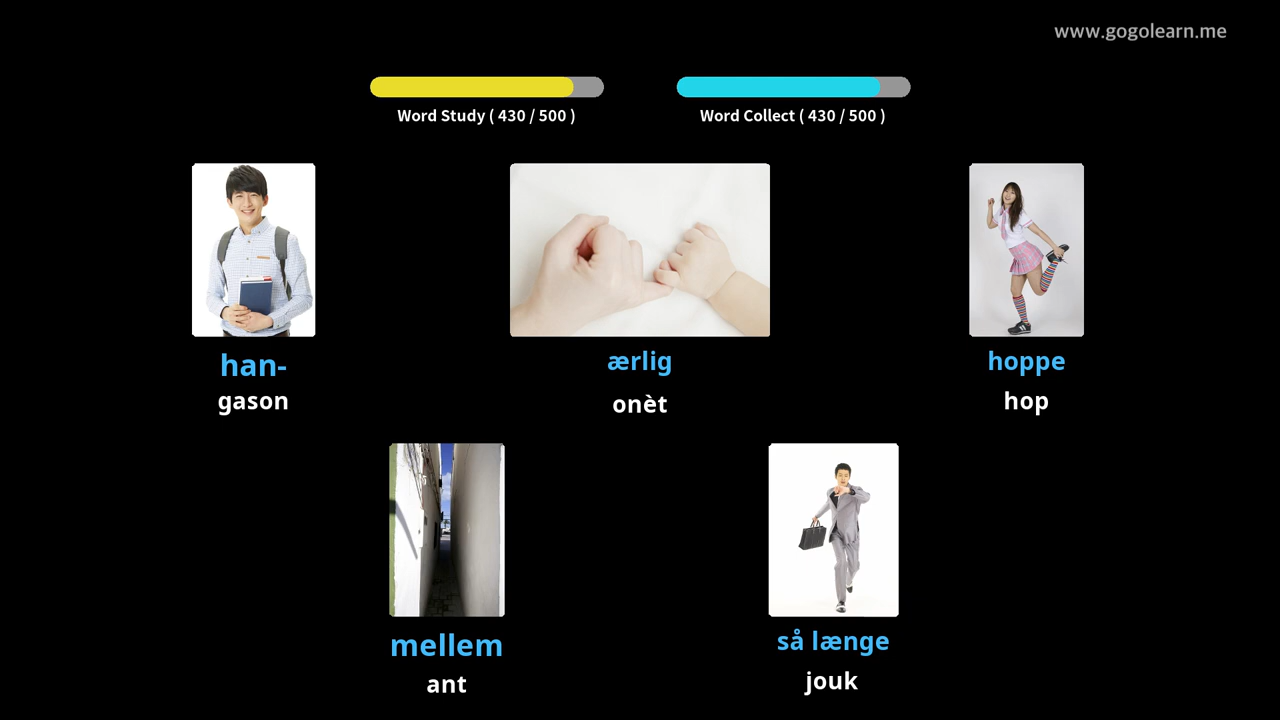 www.gogolearn.me
Word Study ( 430 / 500 )
Word Collect ( 430 / 500 )
han-
gason
ærlig
onèt
hoppe
hop
mellem
ant
så længe
jouk